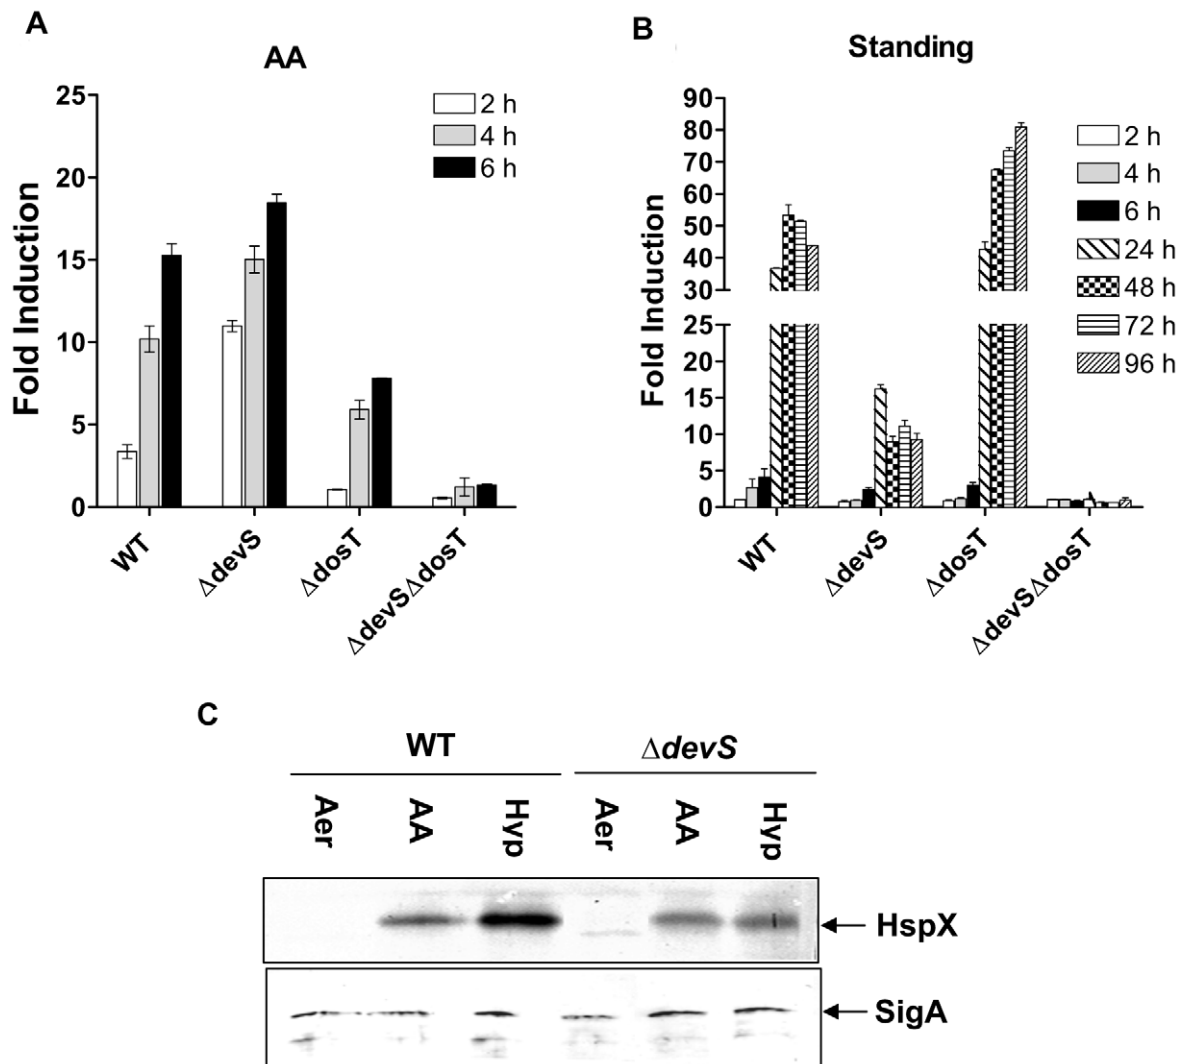 A
AA
25
20
15
10
5
0
Fold Induction
2 h
4 h
6 h
WT
ΔdevS
ΔdosT
ΔdevSΔdosT
B
Standing
90
80
70
60
50
40
30
25
20
15
10
5
0
Fold Induction
2 h
4 h
6 h
24 h
48 h
72 h
96 h
WT
ΔdevS
ΔdosT
ΔdevSΔdosT
C
WT ΔdevS
Aer AA Hyp Aer AA Hyp
HspX
SigA